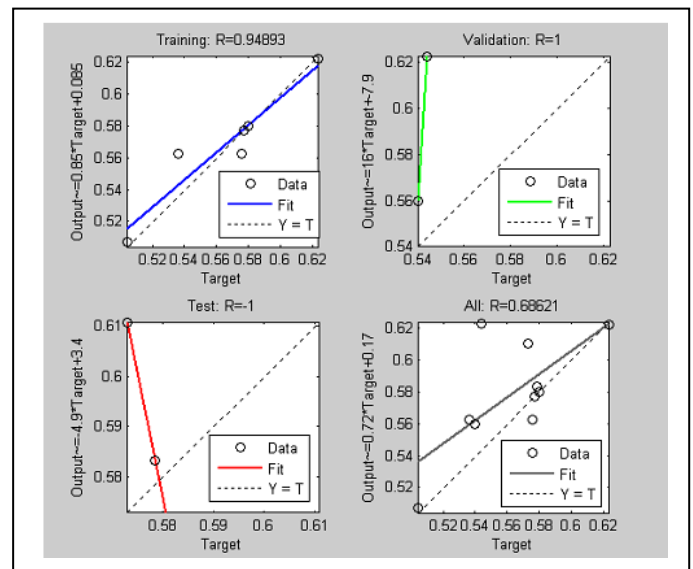 Training: R=0.94893
Output~=0.85*Target+0.085
0.62
0.6
0.58
0.56
0.54
0.52
0.52 0.54 0.56 0.58 0.6 0.62
Target
Data
Fit
Y = T
Validation: R=1
Output~=16*Target+-7.9
0.62
0.6
0.58
0.56
0.54
0.54 0.56 0.58 0.6 0.62
Target
Data
Fit
Y = T
Test: R=-1
Output~=-4.9*Target+3.4
0.61
0.6
0.59
0.58
0.58 0.59 0.6 0.61
Target
Data
Fit
Y = T
All: R=0.68621
Output~=0.72*Target+0.17
0.62
0.6
0.58
0.56
0.54
0.52
0.52 0.54 0.56 0.58 0.6 0.62
Target
Data
Fit
Y = T